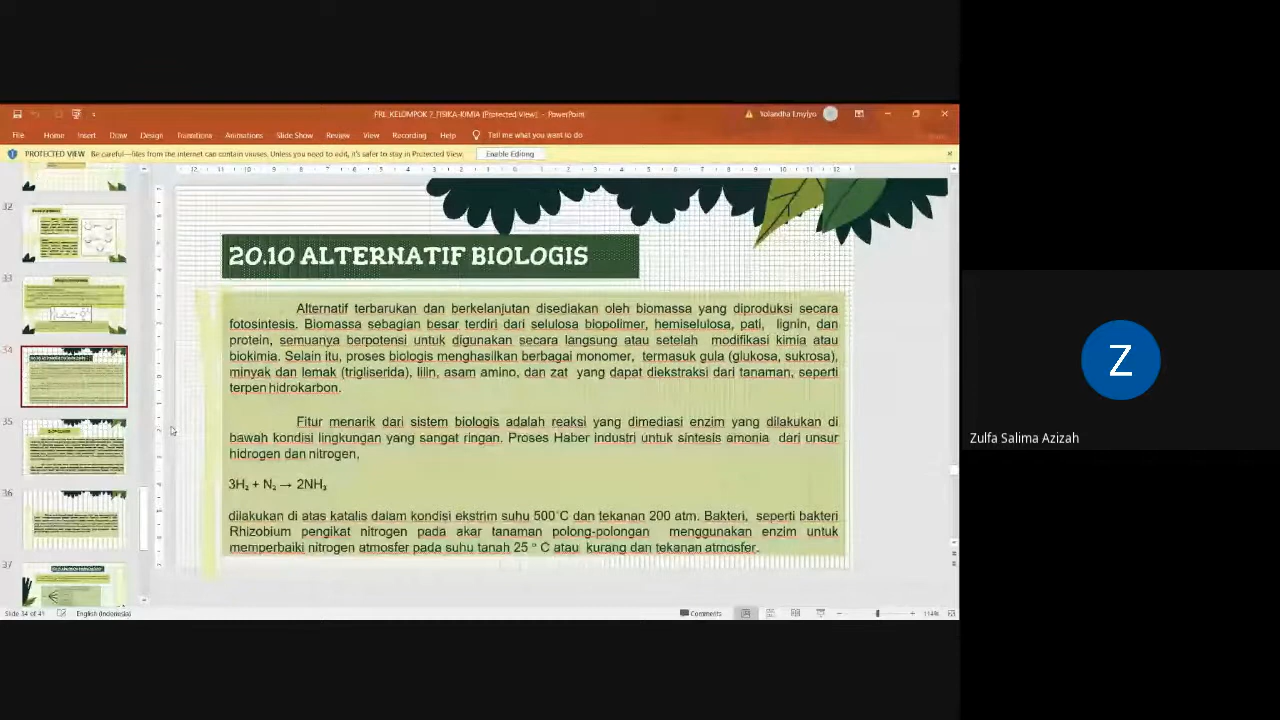 PRE_KELOMPOK 7_FISIKA-KIMIA [Protected View] - PowerPoint
Yolandha Emylyo
File Home Insert Draw Design Transitions Animations Slide Show Review View Recording Help Tell me what you want to do
PROTECTED VIEW Be careful—files from the Internet can contain viruses. Unless you need to edit, it's safer to stay in Protected View. Enable Editing
32
33
34
35
36
37
20.10 ALTERNATIF BIOLOGIS
Alternatif terbarukan dan berkelanjutan disediakan oleh biomassa yang diproduksi secara
fotosintesis. Biomassa sebagian besar terdiri dari selulosa biopolimer, hemiselulosa, pati, lignin, dan
protein, semuanya berpotensi untuk digunakan secara langsung atau setelah modifikasi kimia atau
biokimia. Selain itu, proses biologis menghasilkan berbagai monomer, termasuk gula (glukosa, sukrosa),
minyak dan lemak (trigliserida), lilin, asam amino, dan zat yang dapat diekstraksi dari tanaman, seperti
terpen hidrokarbon.
Fitur menarik dari sistem biologis adalah reaksi yang dimediasi enzim yang dilakukan di
bawah kondisi lingkungan yang sangat ringan. Proses Haber industri untuk sintesis amonia dari unsur
hidrogen dan nitrogen,
3H₂ + N₂ → 2NH₃
dilakukan di atas katalis dalam kondisi ekstrim suhu 500°C dan tekanan 200 atm. Bakteri, seperti bakteri
Rhizobium pengikat nitrogen pada akar tanaman polong-polongan menggunakan enzim untuk
memperbaiki nitrogen atmosfer pada suhu tanah 25 ° C atau kurang dan tekanan atmosfer.
Z
Zulfa Salima Azizah
Slide 34 of 41 English (Indonesia) Comments 114%